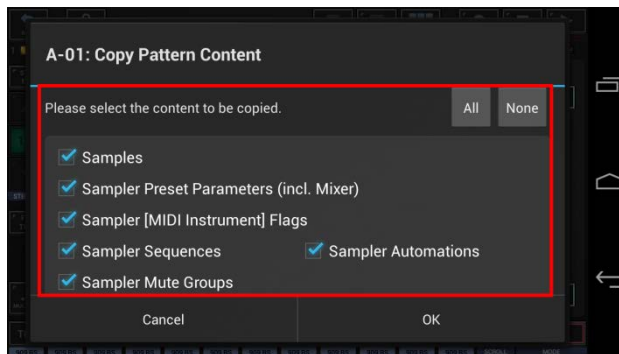 A-01: Copy Pattern Content
Please select the content to be copied. All None
Samples
Sampler Preset Parameters (incl. Mixer)
Sampler [MIDI Instrument] Flags
Sampler Sequences Sampler Automations
Sampler Mute Groups
Cancel OK